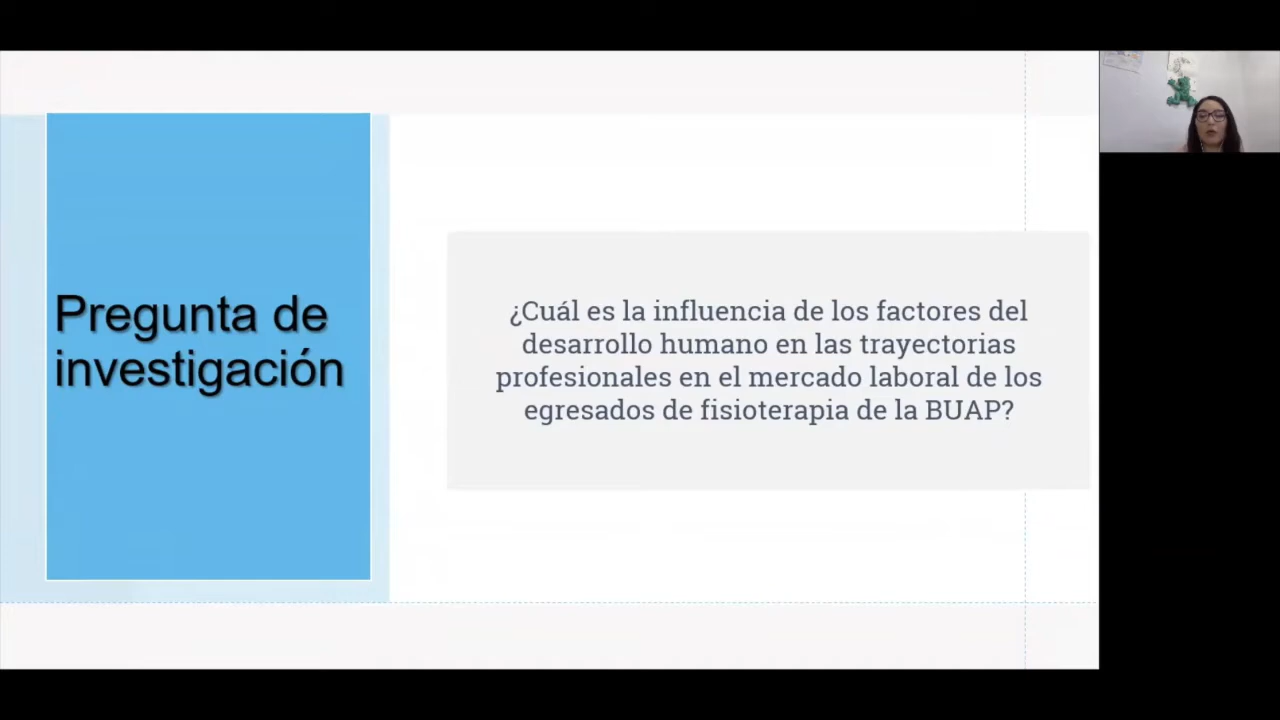 Pregunta de
investigación
¿Cuál es la influencia de los factores del
desarrollo humano en las trayectorias
profesionales en el mercado laboral de los
egresados de fisioterapia de la BUAP?